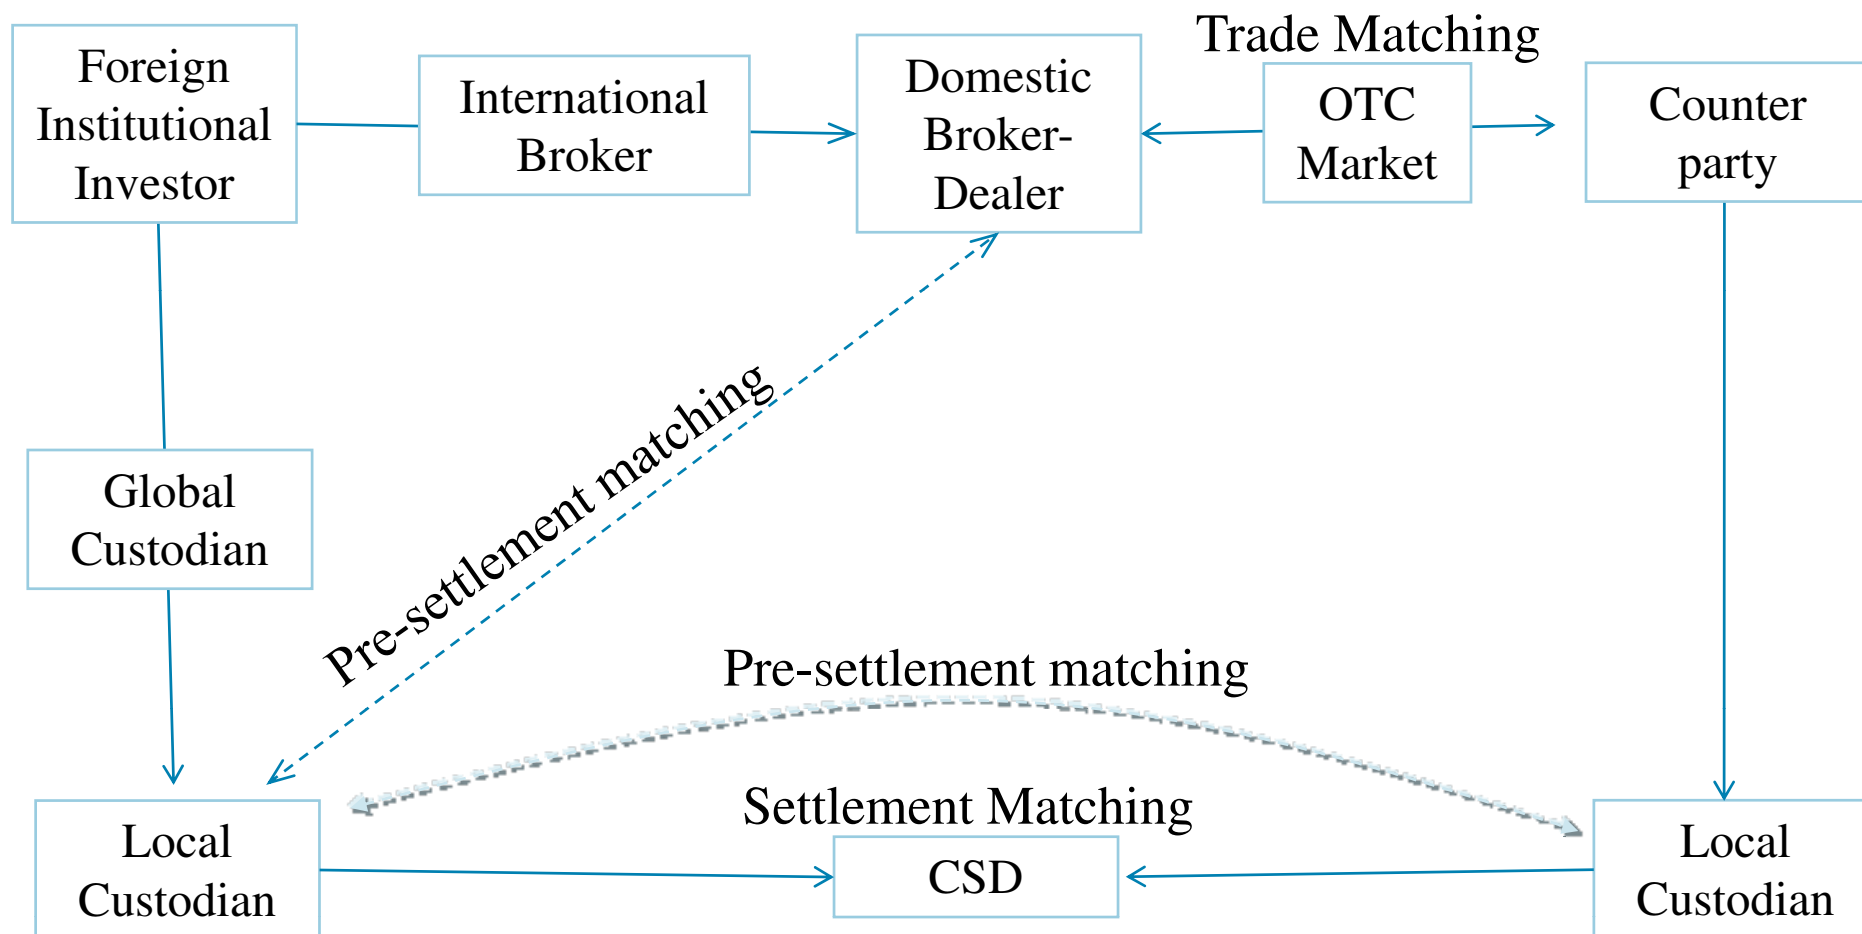 Foreign
Institutional
Investor
International
Broker
Domestic
Broker-
Dealer
Trade Matching
OTC
Market
Counter
party
Global
Custodian
Pre-settlement matching
Pre-settlement matching
Settlement Matching
Local
Custodian
CSD
Local
Custodian